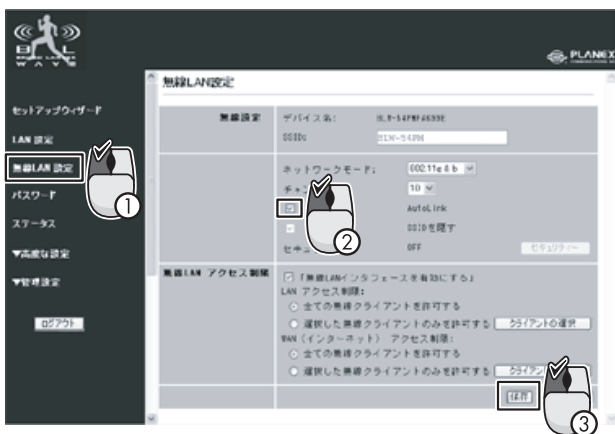 PLANEX
無線LAN設定
セットアップウィザード
LAN 設定
無線LAN 設定
パスワード
ステータス
▼高度な設定
▼管理設定
ログアウト
無線設定
デバイス名:
SSID:
BLW-54PM
ネットワークモード:
802.11g & b
10
AutoLink
SSIDを隠す
OFF
セキュリティー
無線LAN アクセス制限
「無線LANインタフェースを有効にする」
LAN アクセス制限:
全ての無線クライアントを許可する
選択した無線クライアントのみを許可する
クライアントの選択
WAN (インターネット) アクセス制限:
全ての無線クライアントを許可する
選択した無線クライアントのみを許可する
保存
①
②
③